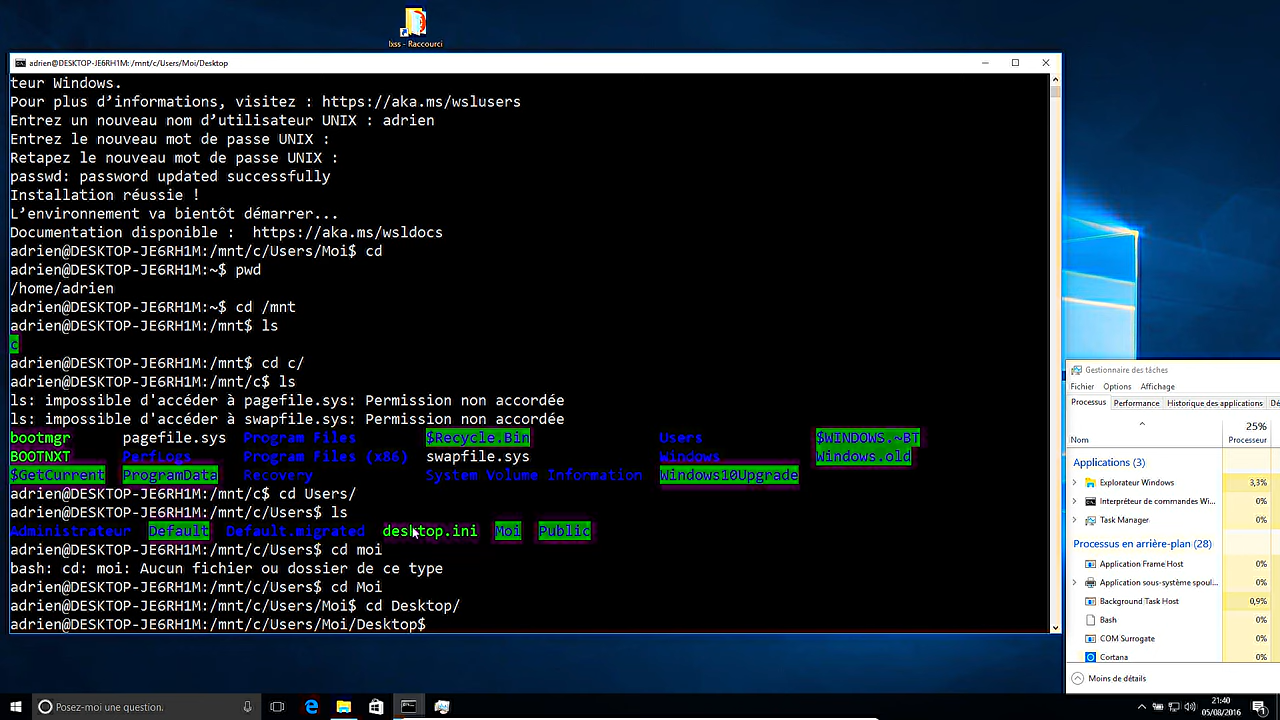 lxss - Raccourci
adrien@DESKTOP-JE6RH1M: /mnt/c/Users/Moi/Desktop
teur Windows.
Pour plus d'informations, visitez : https://aka.ms/wslusers
Entrez un nouveau nom d'utilisateur UNIX : adrien
Entrez le nouveau mot de passe UNIX :
Retapez le nouveau mot de passe UNIX :
passwd: password updated successfully
Installation réussie !
L'environnement va bientôt démarrer...
Documentation disponible :  https://aka.ms/wsldocs
adrien@DESKTOP-JE6RH1M:/mnt/c/Users/Moi$ cd
adrien@DESKTOP-JE6RH1M:~$ pwd
/home/adrien
adrien@DESKTOP-JE6RH1M:~$ cd /mnt
adrien@DESKTOP-JE6RH1M:/mnt$ ls
c
adrien@DESKTOP-JE6RH1M:/mnt$ cd c/
adrien@DESKTOP-JE6RH1M:/mnt/c$ ls
ls: impossible d'accéder à pagefile.sys: Permission non accordée
ls: impossible d'accéder à swapfile.sys: Permission non accordée
bootmgr pagefile.sys Program Files $Recycle.Bin Users $WINDOWS.~BT
BOOTNXT PerfLogs Program Files (x86) swapfile.sys Windows Windows.old
$GetCurrent ProgramData Recovery System Volume Information Windows10Upgrade
adrien@DESKTOP-JE6RH1M:/mnt/c$ cd Users/
adrien@DESKTOP-JE6RH1M:/mnt/c/Users$ ls
Administrateur Default Default.migrated desktop.ini Moi Public
adrien@DESKTOP-JE6RH1M:/mnt/c/Users$ cd moi
bash: cd: moi: Aucun fichier ou dossier de ce type
adrien@DESKTOP-JE6RH1M:/mnt/c/Users$ cd Moi
adrien@DESKTOP-JE6RH1M:/mnt/c/Users/Moi$ cd Desktop/
adrien@DESKTOP-JE6RH1M:/mnt/c/Users/Moi/Desktop$
Gestionnaire des tâches
Fichier Options Affichage
Processus Performance Historique des applications Dé
25%
Nom Processeur
Applications (3)
Explorateur Windows 3,3%
Interpréteur de commandes Wi... 0%
Task Manager 0%
Processus en arrière-plan (28)
Application Frame Host 0%
Application sous-système spoul... 0%
Background Task Host 0,9%
Bash 0%
COM Surrogate 0%
Cortana 0%
Moins de détails
Posez-moi une question.
21:40
05/08/2016
1